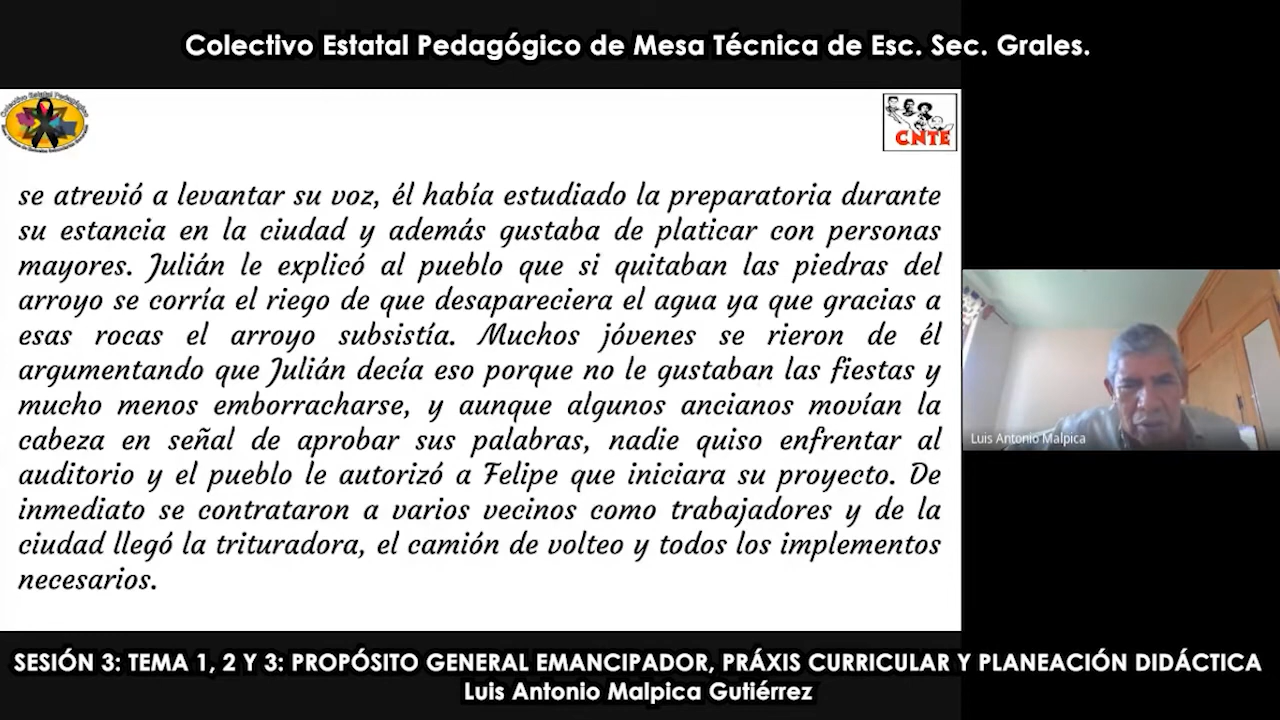 Colectivo Estatal Pedagógico de Mesa Técnica de Esc. Sec. Grales.
CNTE
se atrevió a levantar su voz, él había estudiado la preparatoria durante
su estancia en la ciudad y además gustaba de platicar con personas
mayores. Julián le explicó al pueblo que si quitaban las piedras del
arroyo se corría el riego de que desapareciera el agua ya que gracias a
esas rocas el arroyo subsistía. Muchos jóvenes se rieron de él
argumentando que Julián decía eso porque no le gustaban las fiestas y
mucho menos emborracharse, y aunque algunos ancianos movían la
cabeza en señal de aprobar sus palabras, nadie quiso enfrentar al
auditorio y el pueblo le autorizó a Felipe que iniciara su proyecto. De
inmediato se contrataron a varios vecinos como trabajadores y de la
ciudad llegó la trituradora, el camión de volteo y todos los implementos
necesarios.
Luis Antonio Malpica
SESIÓN 3: TEMA 1, 2 Y 3: PROPÓSITO GENERAL EMANCIPADOR, PRÁXIS CURRICULAR Y PLANEACIÓN DIDÁCTICA
Luis Antonio Malpica Gutiérrez